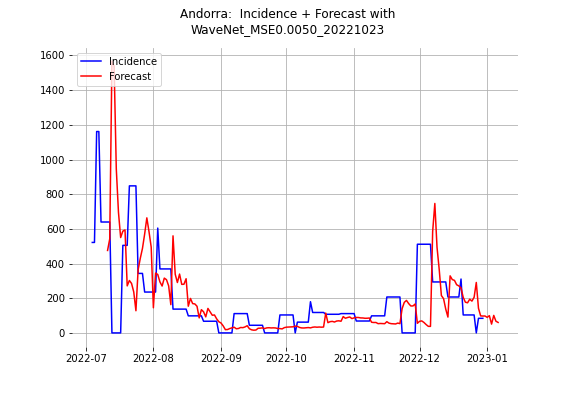 Andorra:  Incidence + Forecast with
WaveNet_MSE0.0050_20221023
1600
1400
1200
1000
800
600
400
200
0
Incidence
Forecast
2022-07 2022-08 2022-09 2022-10 2022-11 2022-12 2023-01